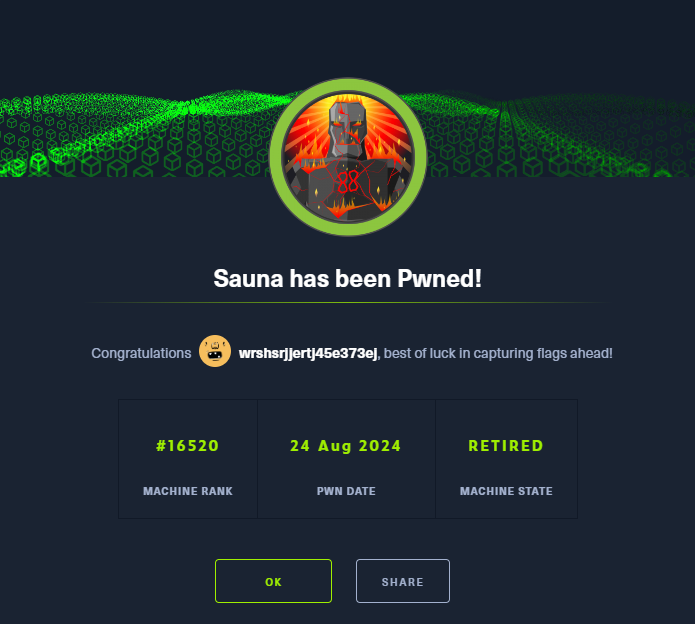 Sauna has been Pwned!
Congratulations wrshsrjjertj45e373ej, best of luck in capturing flags ahead!
#16520 24 Aug 2024 RETIRED
MACHINE RANK PWN DATE MACHINE STATE
OK SHARE